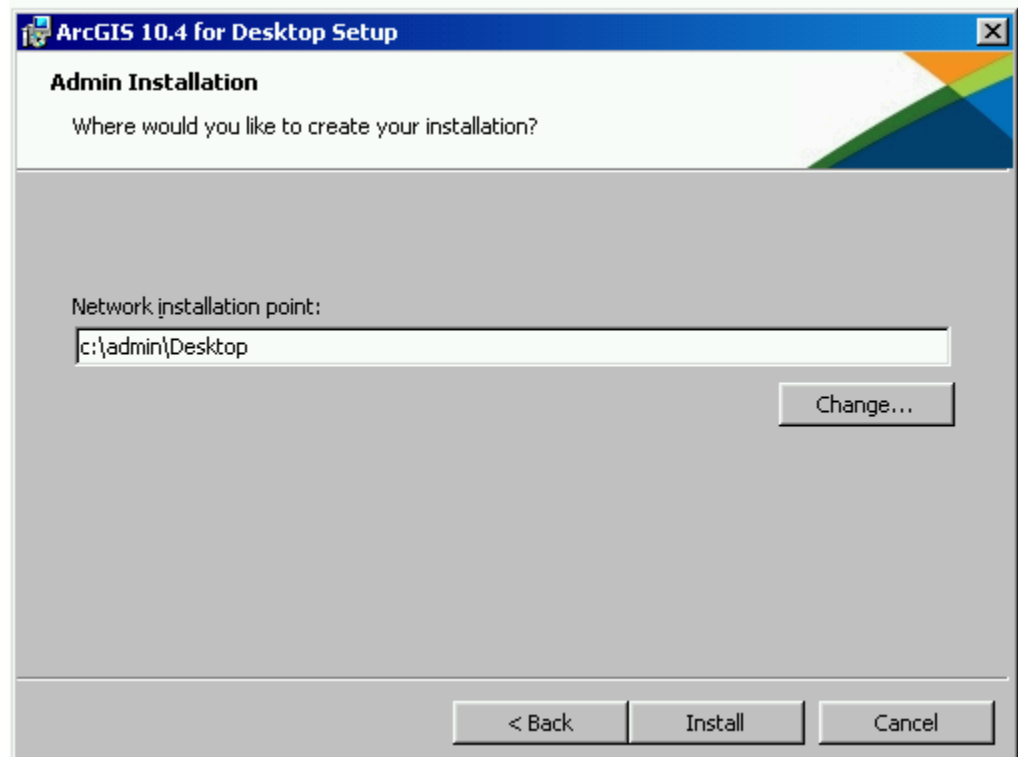 ArcGIS 10.4 for Desktop Setup
Admin Installation
Where would you like to create your installation?
Network installation point:
c:\admin\Desktop
Change...
< Back Install Cancel